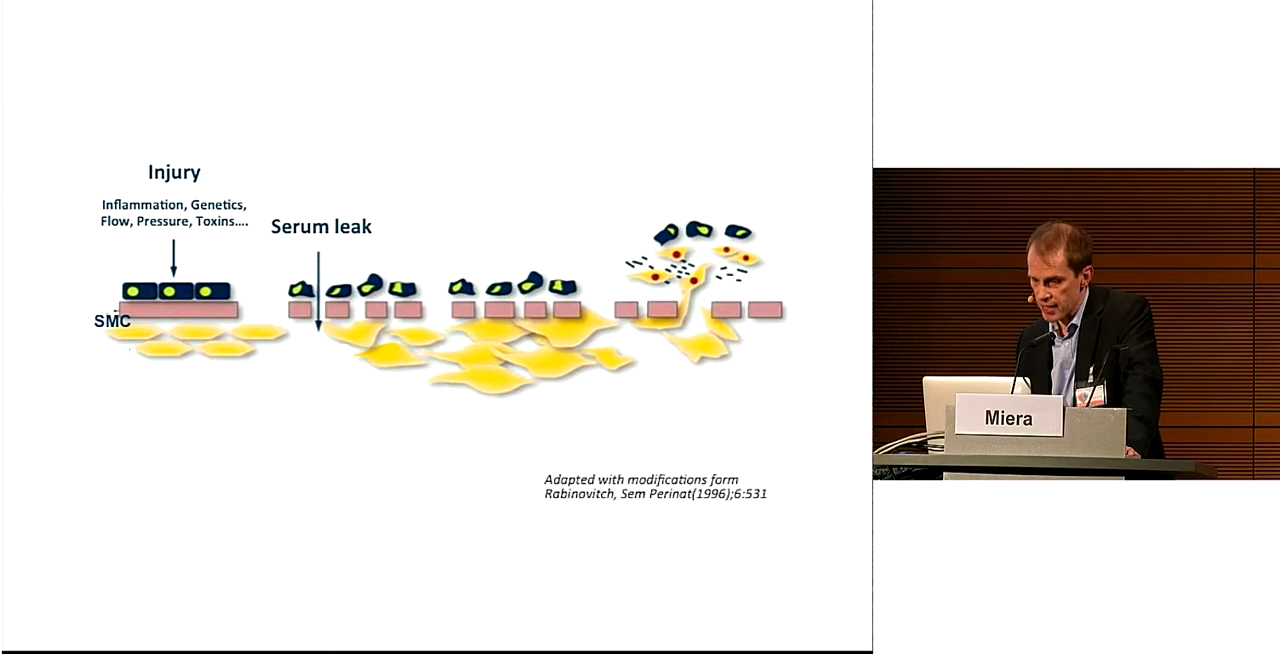 Injury
Inflammation, Genetics,
Flow, Pressure, Toxins....
Serum leak
SMC
Adapted with modifications form
Rabinovitch, Sem Perinat(1996);6:531
Miera